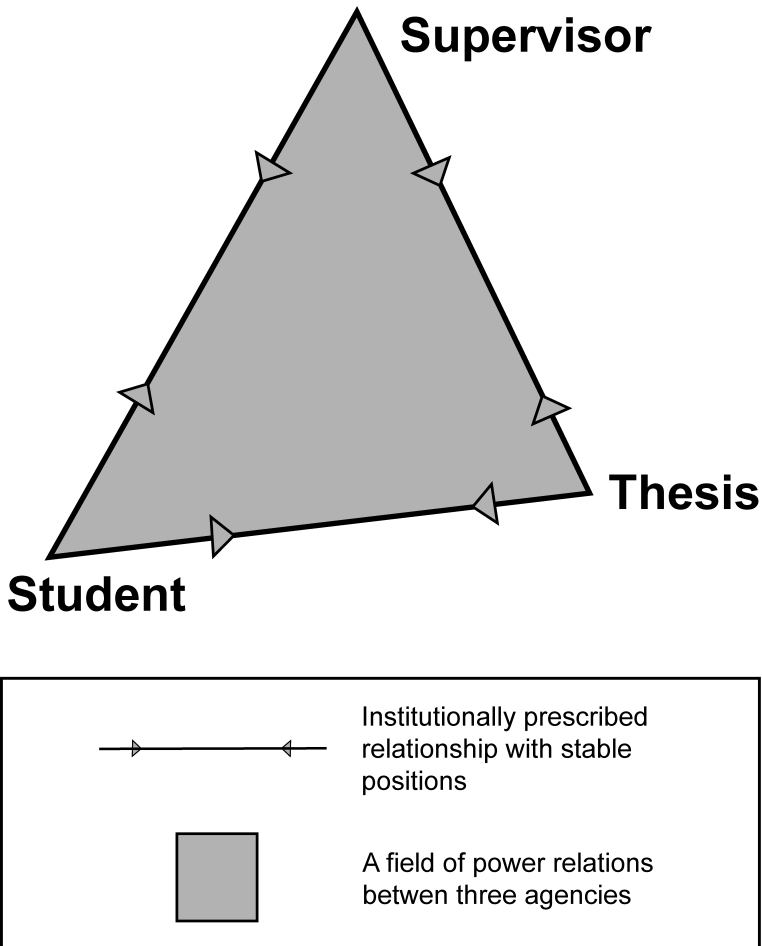 Supervisor
Thesis
Student
Institutionally prescribed
relationship with stable
positions
A field of power relations
betwen three agencies